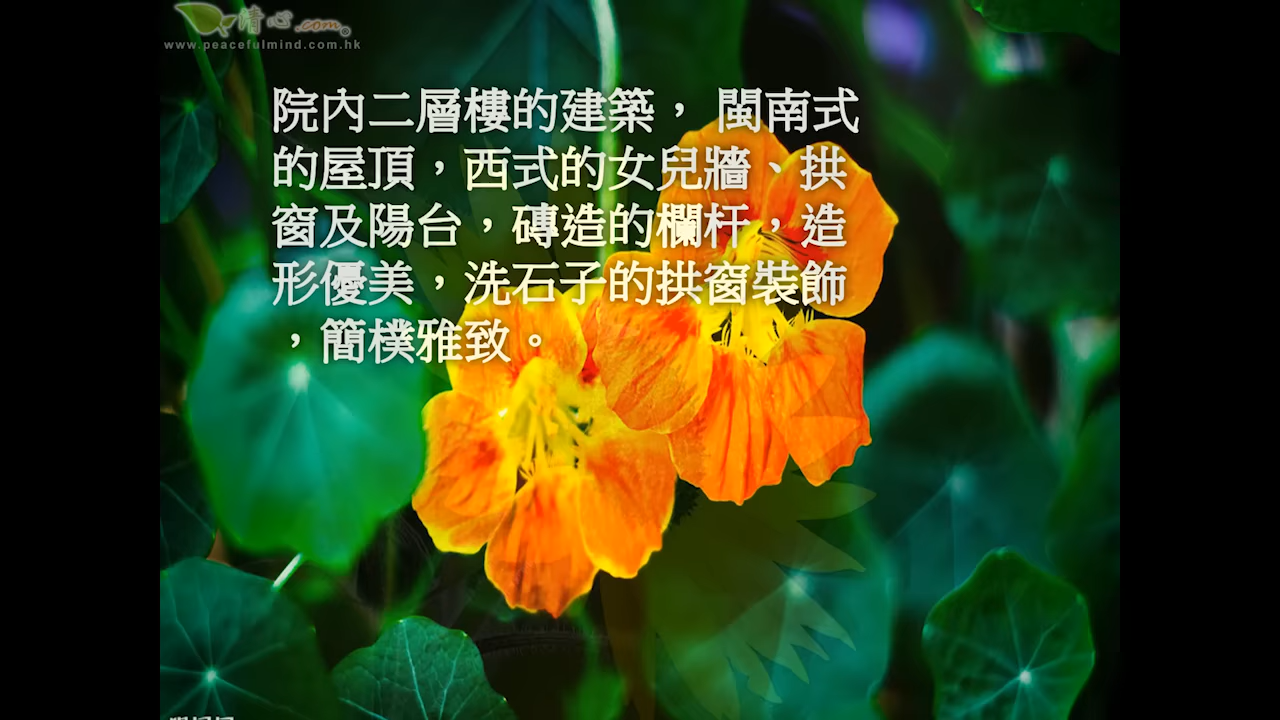 清心.com®
www.peacefulmind.com.hk
院內二層樓的建築， 閩南式
的屋頂，西式的女兒牆、拱
窗及陽台，磚造的欄杆，造
形優美，洗石子的拱窗裝飾
，簡樸雅致。